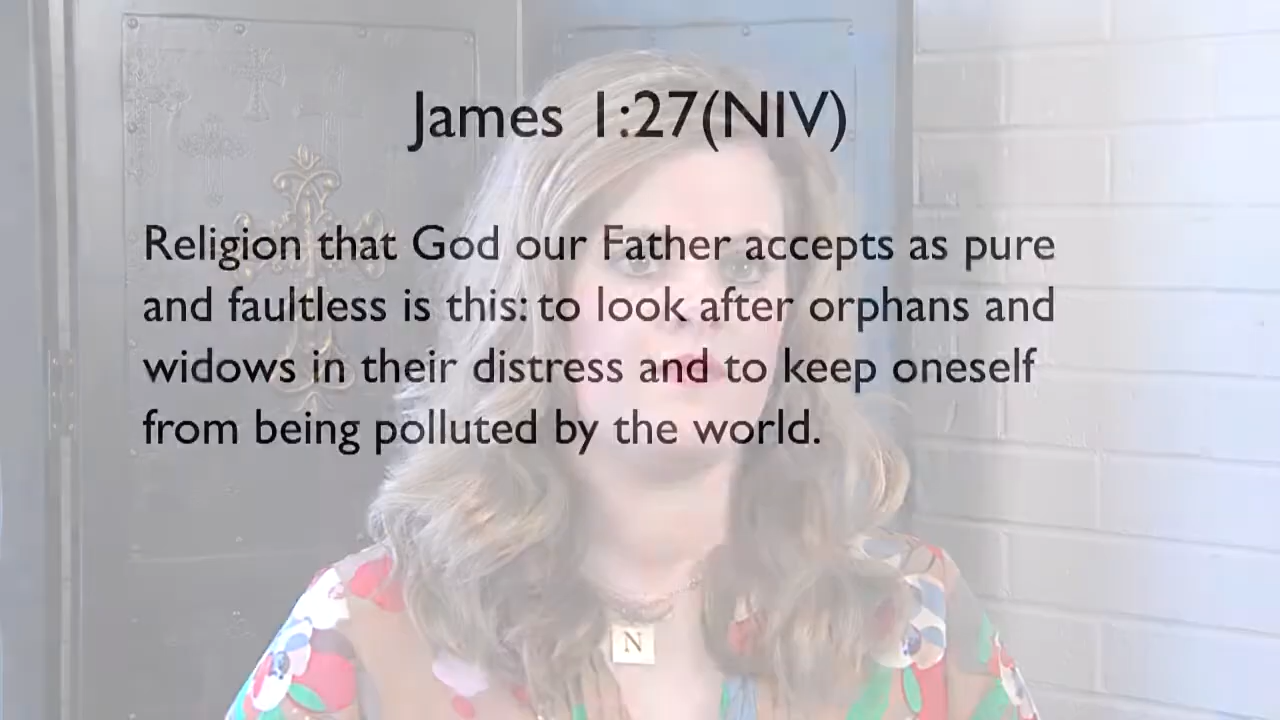 James 1:27(NIV)
Religion that God our Father accepts as pure
and faultless is this: to look after orphans and
widows in their distress and to keep oneself
from being polluted by the world.
N